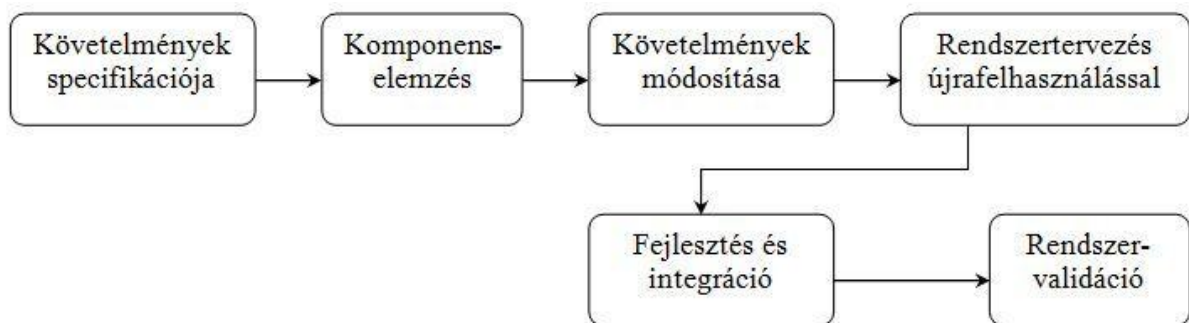 Követelmények
specifikációja
Komponens-
elemzés
Követelmények
módosítása
Rendszertervezés
újrafelhasználással
Fejlesztés és
integráció
Rendszer-
validáció